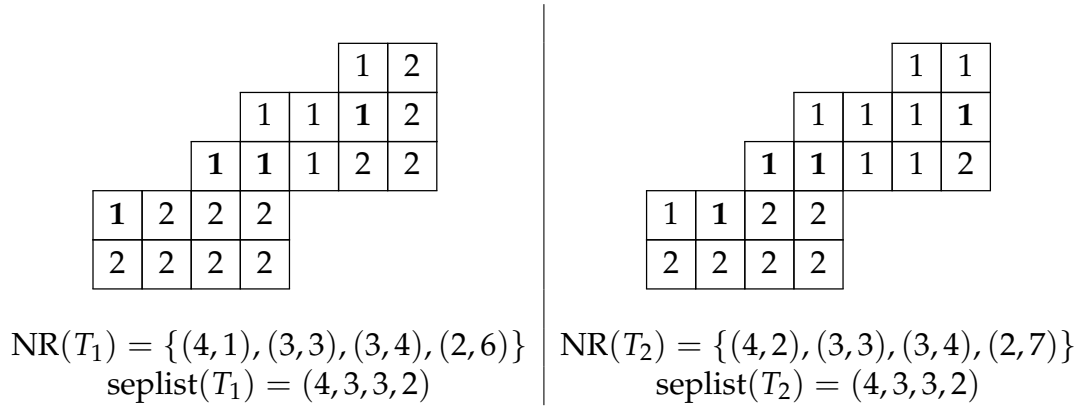 1 2
1 1 1 2
1 1 1 2 2
1 2 2 2
2 2 2 2
NR(T₁) = {(4,1), (3,3), (3,4), (2,6)}
seplist(T₁) = (4,3,3,2)
1 1
1 1 1 1
1 1 1 1 2
1 1 2 2
2 2 2 2
NR(T₂) = {(4,2), (3,3), (3,4), (2,7)}
seplist(T₂) = (4,3,3,2)